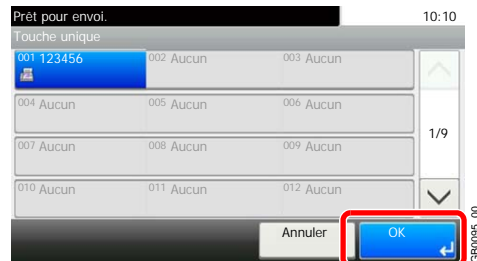 Prêt pour envoi. 10:10
Touche unique
001 123456 002 Aucun 003 Aucun
004 Aucun 005 Aucun 006 Aucun
1/9
007 Aucun 008 Aucun 009 Aucun
010 Aucun 011 Aucun 012 Aucun
Annuler OK